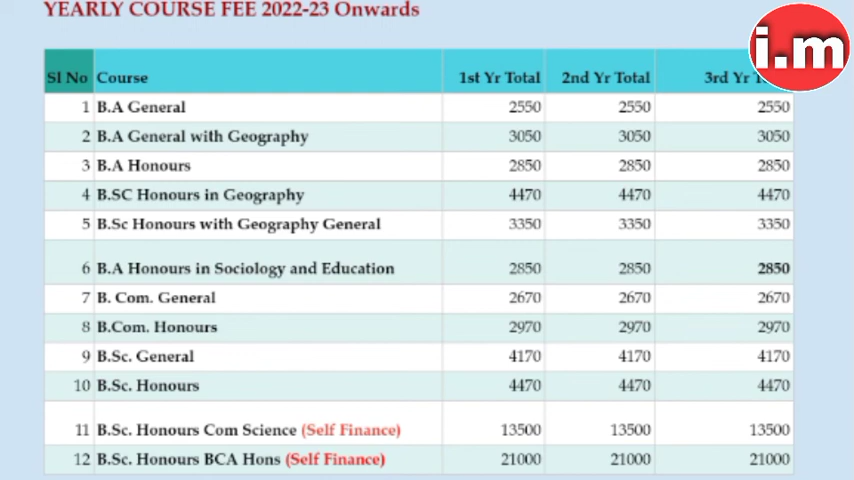 YEARLY COURSE FEE 2022-23 Onwards
i.m
Sl No Course 1st Yr Total 2nd Yr Total 3rd Yr
1 B.A General 2550 2550 2550
2 B.A General with Geography 3050 3050 3050
3 B.A Honours 2850 2850 2850
4 B.SC Honours in Geography 4470 4470 4470
5 B.Sc Honours with Geography General 3350 3350 3350
6 B.A Honours in Sociology and Education 2850 2850 2850
7 B. Com. General 2670 2670 2670
8 B.Com. Honours 2970 2970 2970
9 B.Sc. General 4170 4170 4170
10 B.Sc. Honours 4470 4470 4470
11 B.Sc. Honours Com Science (Self Finance) 13500 13500 13500
12 B.Sc. Honours BCA Hons (Self Finance) 21000 21000 21000